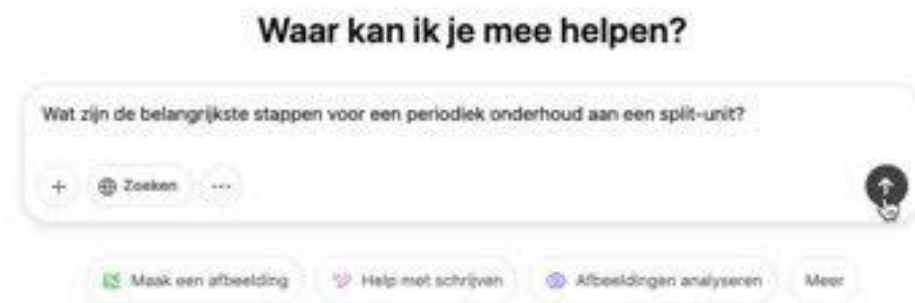 Waar kan ik je mee helpen?
Wat zijn de belangrijkste stappen voor een periodiek onderhoud aan een split-unit?
Zoeken
Maak een afbeelding Help met schrijven Afbeeldingen analyseren Meer